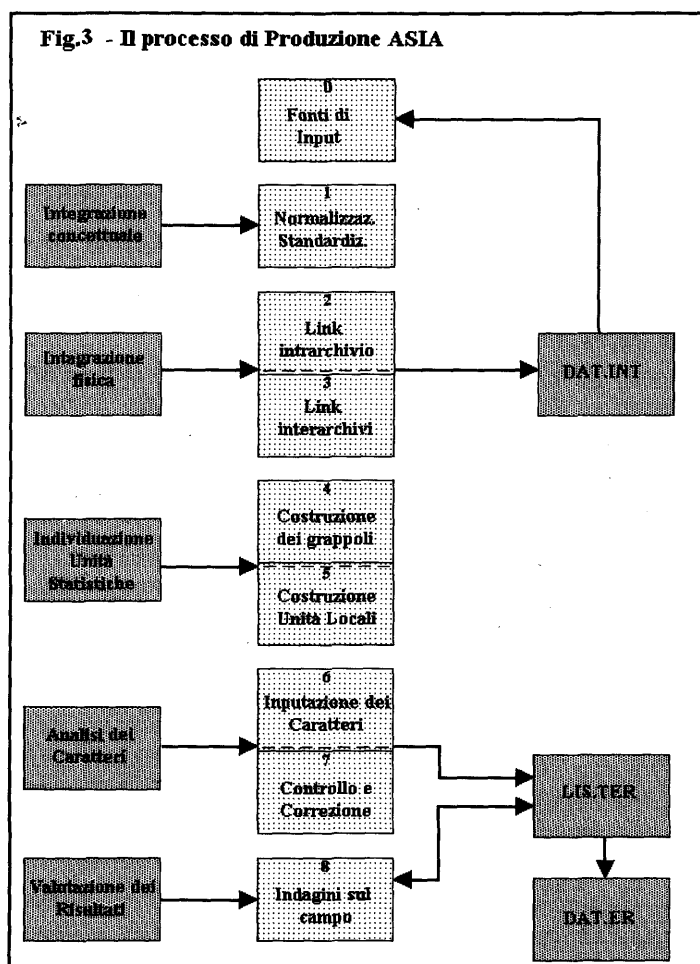 Fig.3 - Il processo di Produzione ASIA
0
Fonti di
Input
Integrazione
concettuale
1
Normalizzaz.
Standardiz.
Intagrazione
fisica
2
Link
intrarchivio
3
Link
interarchivi
DAT.INT
Individuazione
Unità
Statistiche
4
Costruzione
dei grappoli
5
Costruzione
Unità Locali
Analisi dei
Caratteri
6
Inputazione dei
Caratteri
7
Controllo e
Correzione
LIS.TER
Valutazione dei
Risultati
8
Indagini sul
campo
DAT.ER